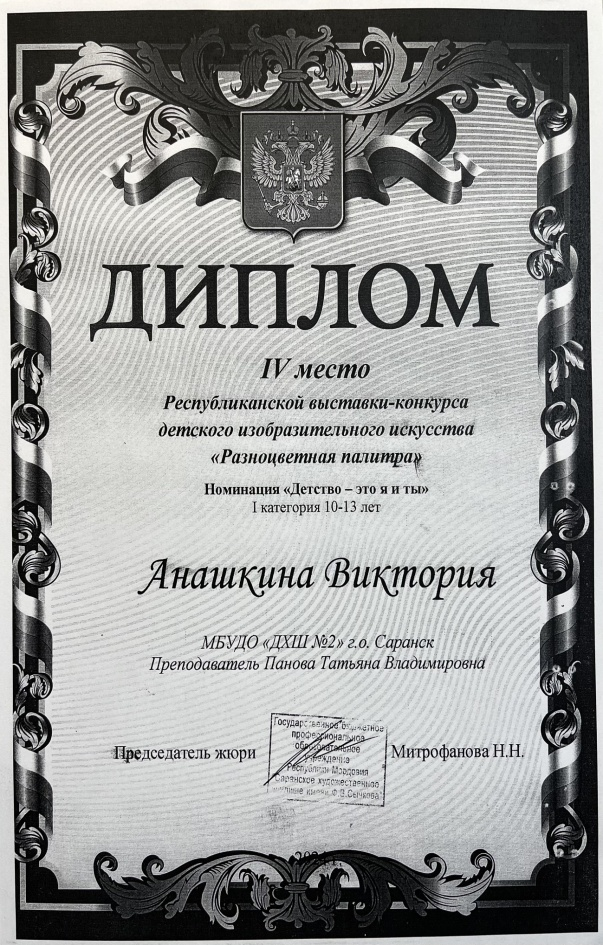 ДИПЛОМ
IV место
Республиканской выставки-конкурса
детского изобразительного искусства
«Разноцветная палитра»
Номинация «Детство – это я и ты»
I категория 10-13 лет
Анашкина Виктория
МБУДО «ДХШ №2» г.о. Саранск
Преподаватель Панова Татьяна Владимировна
Председатель жюри
Государственное бюджетное
профессиональное
образовательное
учреждение
Республики Мордовия
Саранское художественное
училище имени Ф.В.Сычкова
Митрофанова Н.Н.